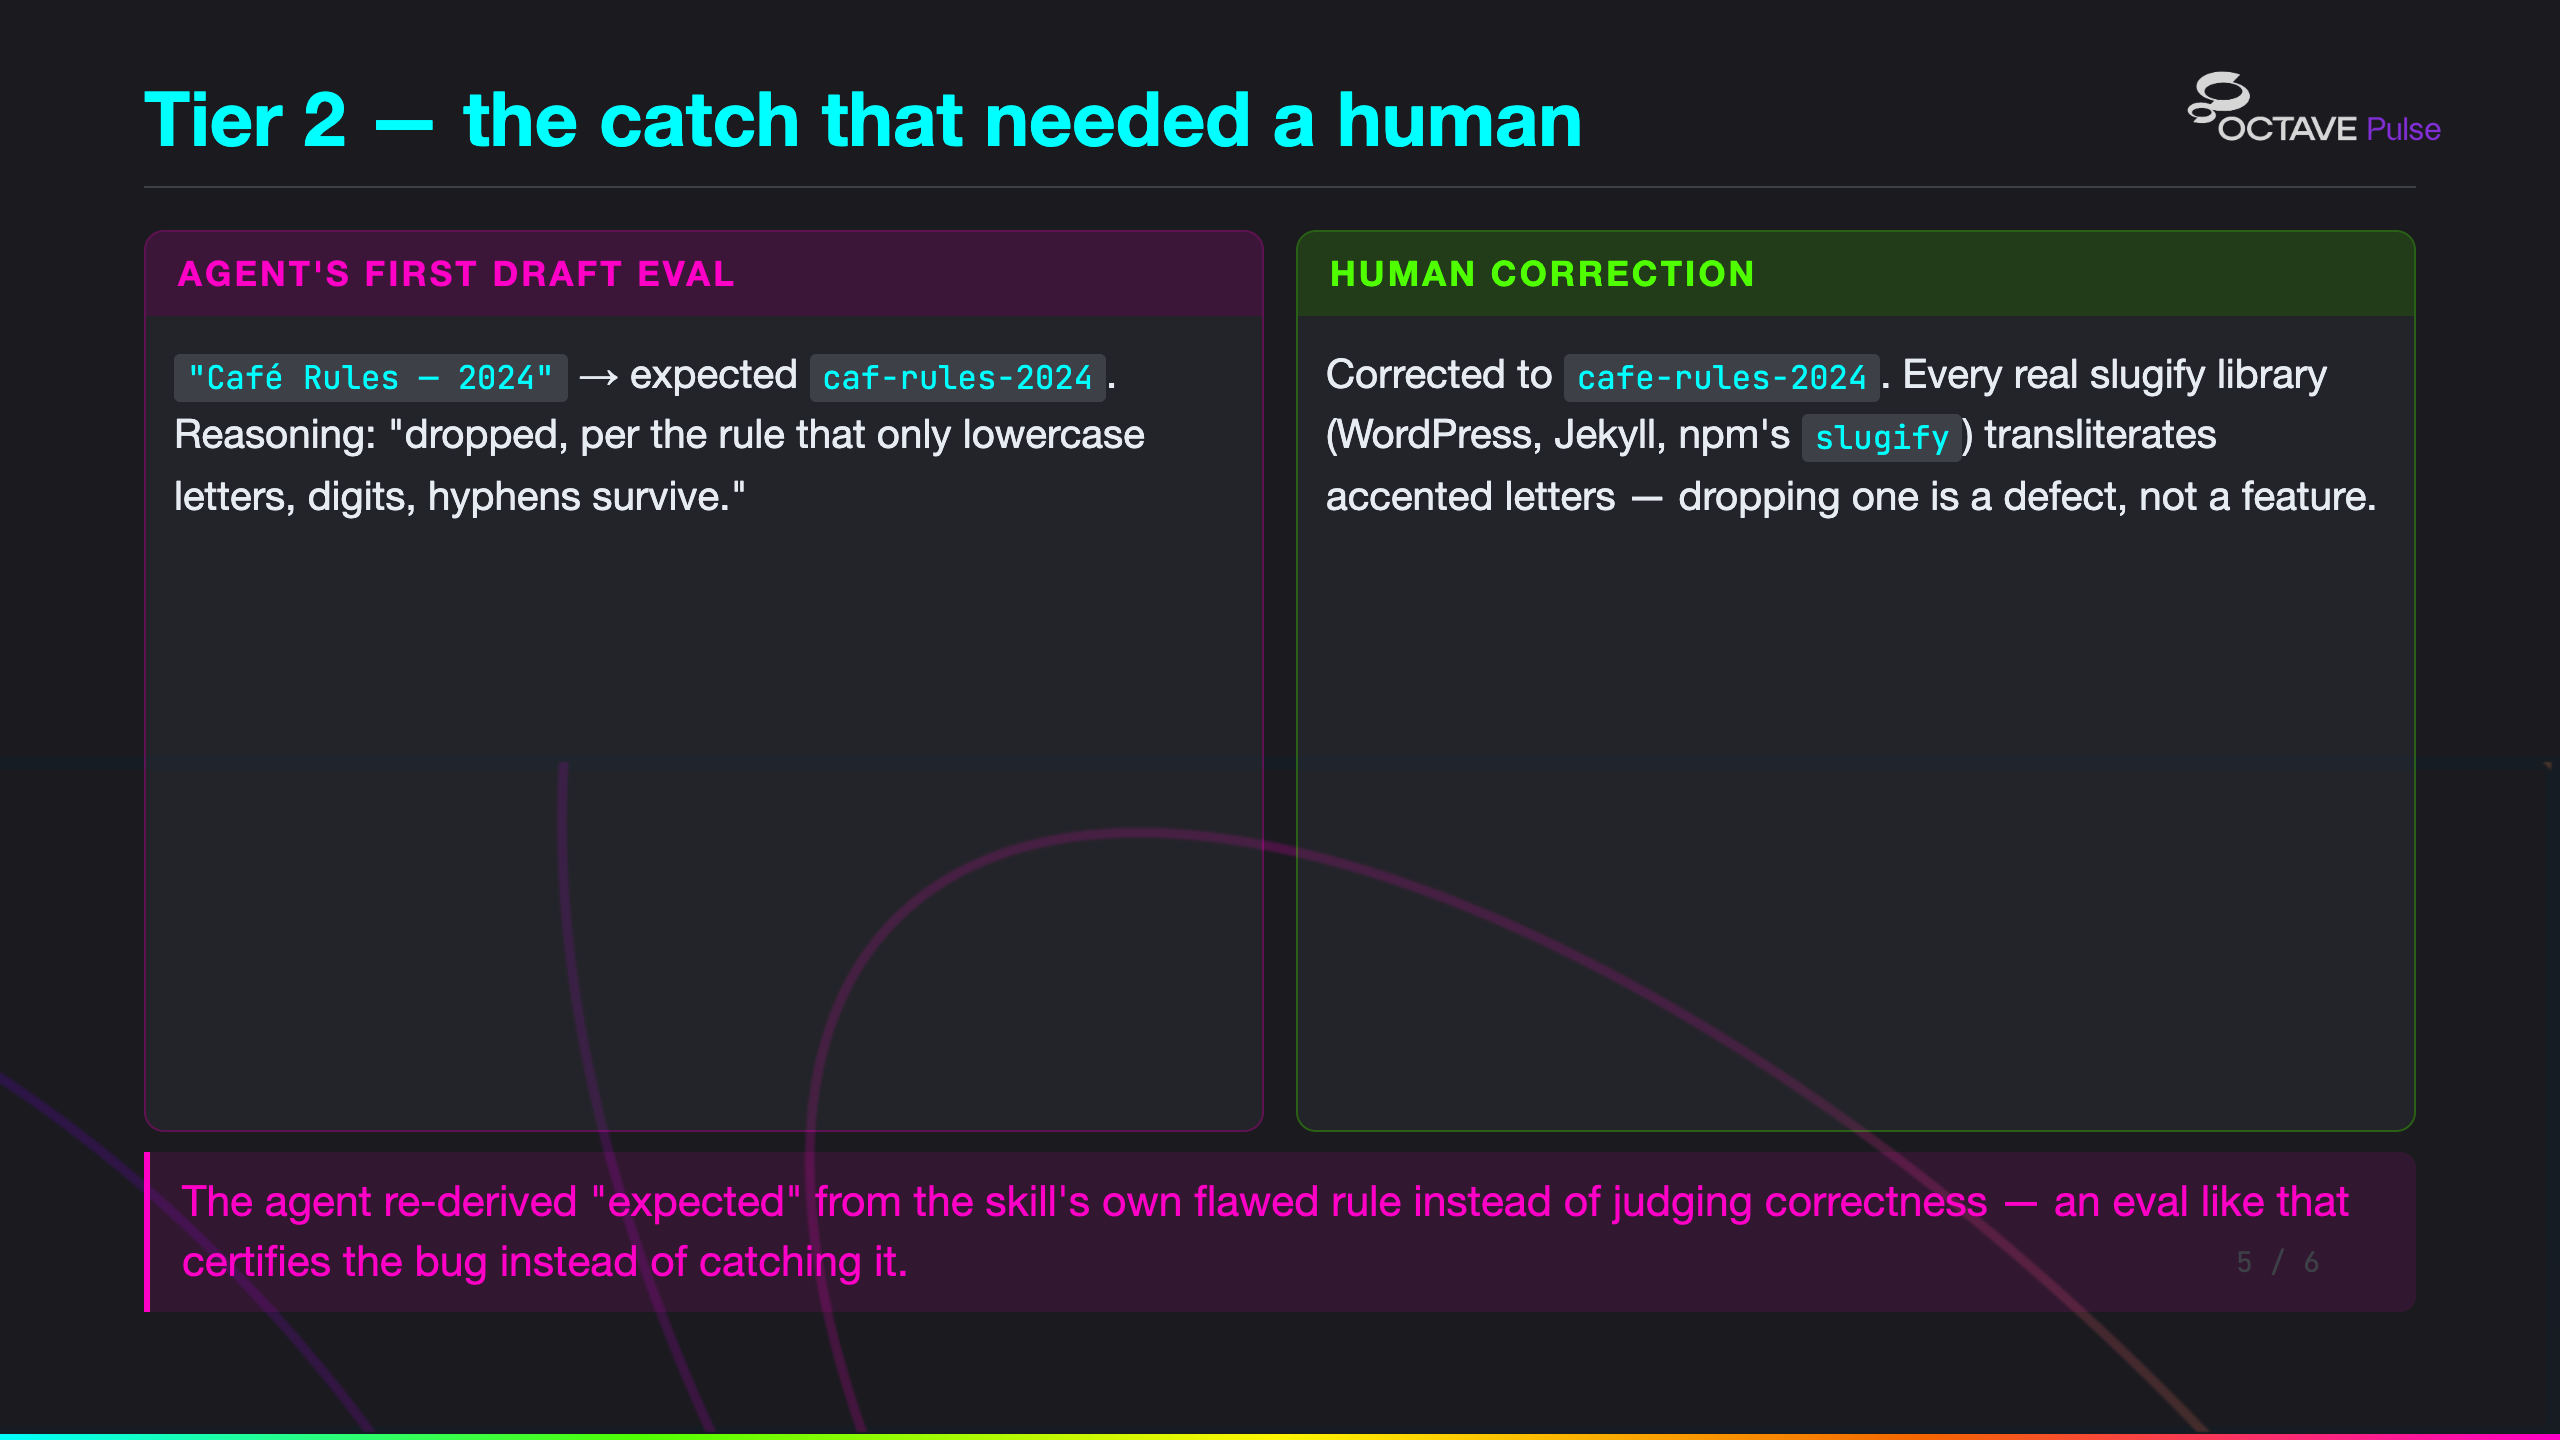 Tier 2 — the catch that needed a human
OCTAVE Pulse
AGENT'S FIRST DRAFT EVAL
"Café Rules — 2024" → expected caf-rules-2024.
Reasoning: "dropped, per the rule that only lowercase
letters, digits, hyphens survive."
HUMAN CORRECTION
Corrected to cafe-rules-2024. Every real slugify library
(WordPress, Jekyll, npm's slugify) transliterates
accented letters — dropping one is a defect, not a feature.
The agent re-derived "expected" from the skill's own flawed rule instead of judging correctness — an eval like that
certifies the bug instead of catching it.
5 / 6